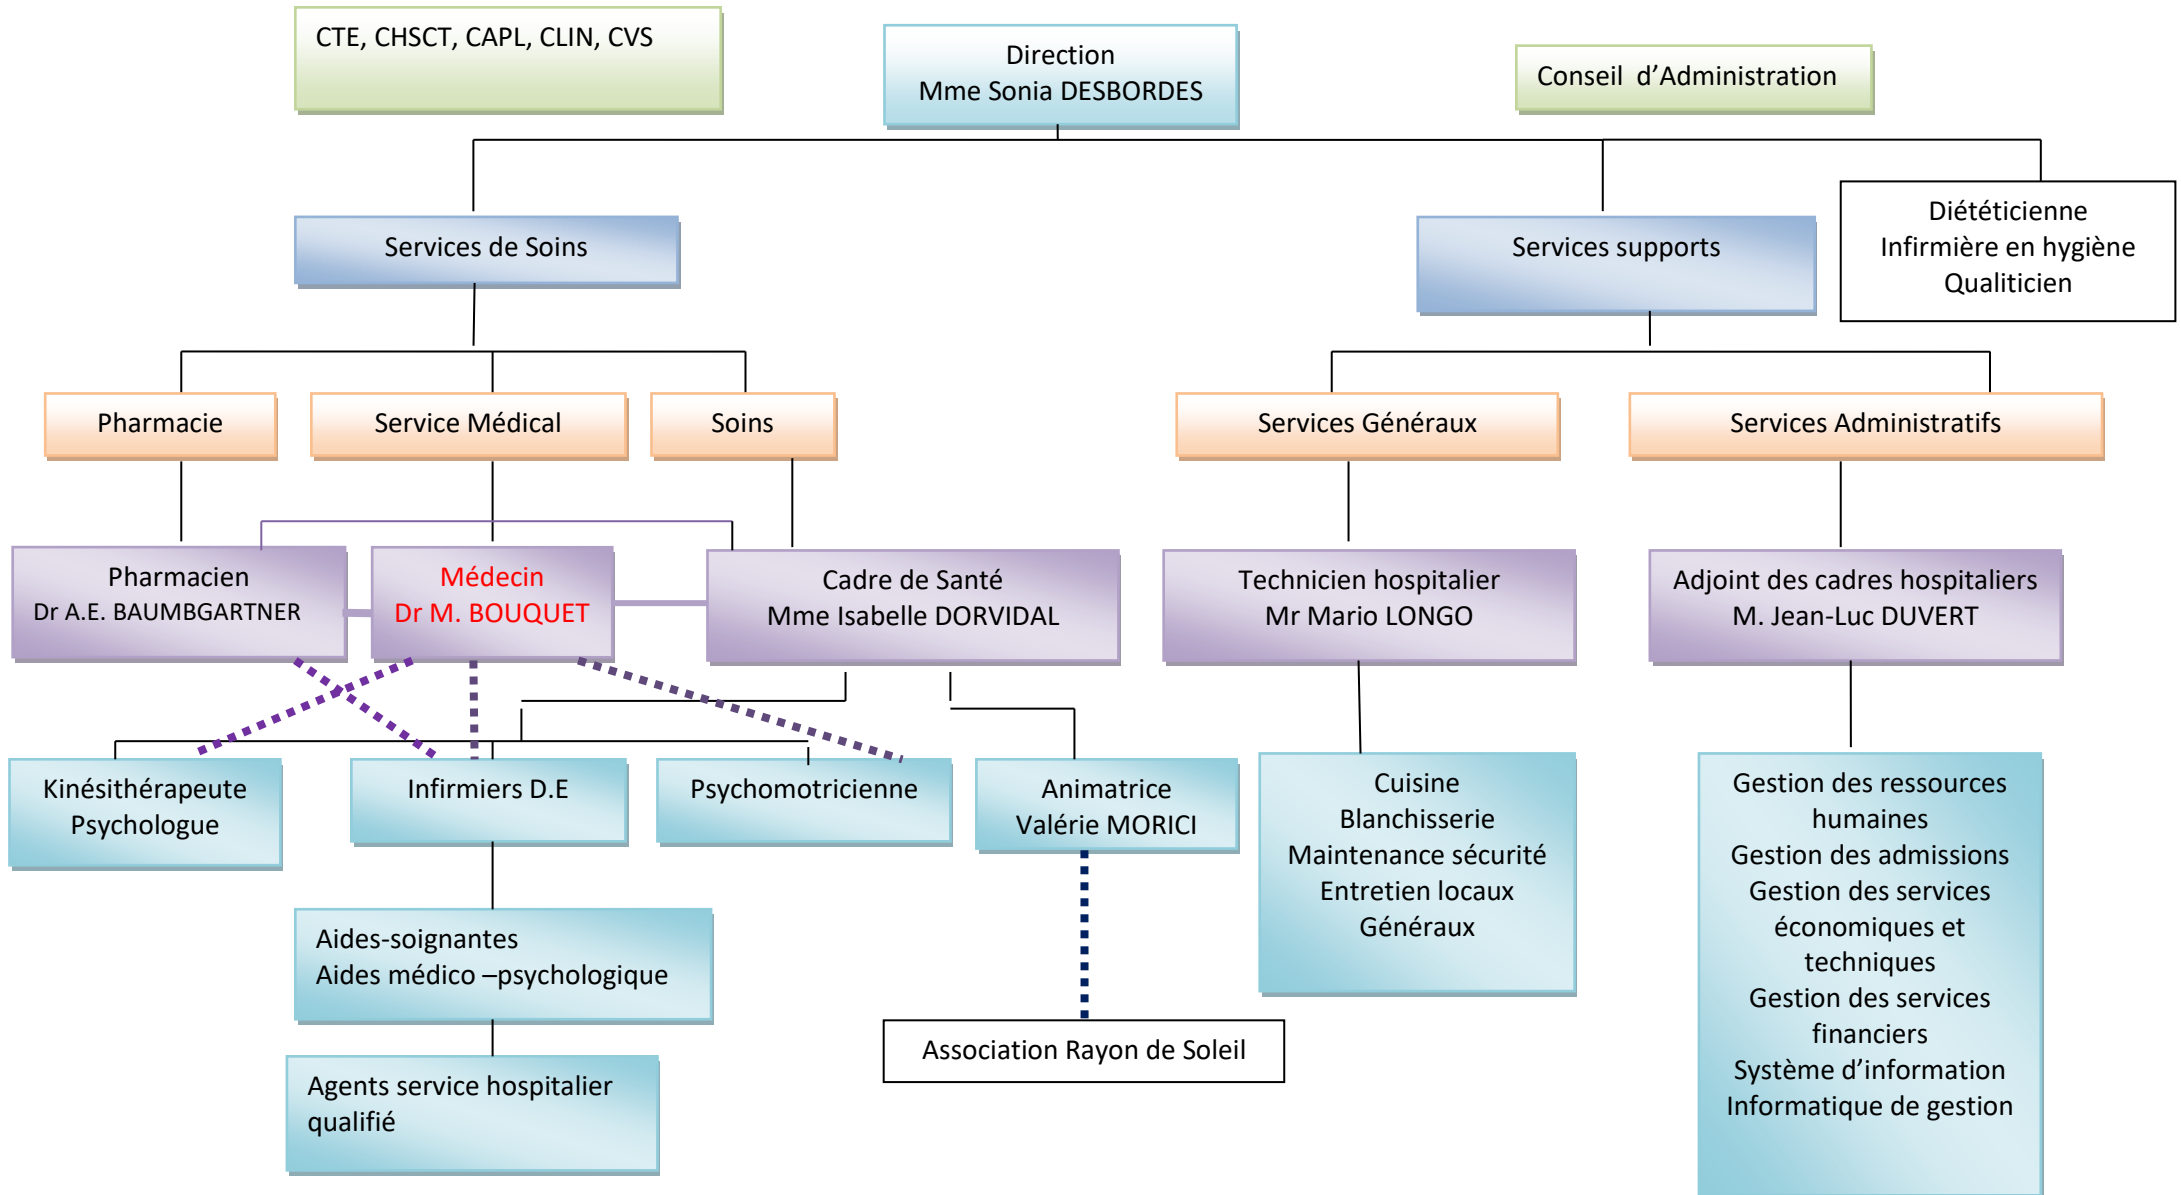 CTE, CHSCT, CAPL, CLIN, CVS
Direction
Mme Sonia DESBORDES
Conseil d’Administration
Diététicienne
Infirmière en hygiène
Qualiticien
Services de Soins
Services supports
Pharmacie
Service Médical
Soins
Services Généraux
Services Administratifs
Pharmacien
Dr A.E. BAUMBGARTNER
Médecin
Dr M. BOUQUET
Cadre de Santé
Mme Isabelle DORVIDAL
Technicien hospitalier
Mr Mario LONGO
Adjoint des cadres hospitaliers
M. Jean-Luc DUVERT
Kinésithérapeute
Psychologue
Infirmiers D.E
Psychomotricienne
Animatrice
Valérie MORICI
Cuisine
Blanchisserie
Maintenance sécurité
Entretien locaux
Généraux
Gestion des ressources
humaines
Gestion des admissions
Gestion des services
économiques et
techniques
Gestion des services
financiers
Système d’information
Informatique de gestion
Aides-soignantes
Aides médico –psychologique
Association Rayon de Soleil
Agents service hospitalier
qualifié